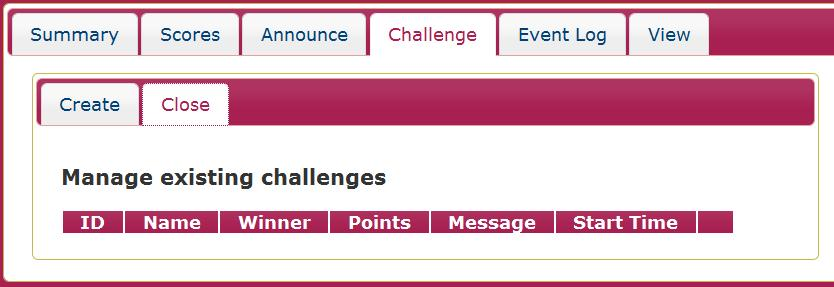 Summary Scores Announce Challenge Event Log View
Create Close
Manage existing challenges
ID Name Winner Points Message Start Time